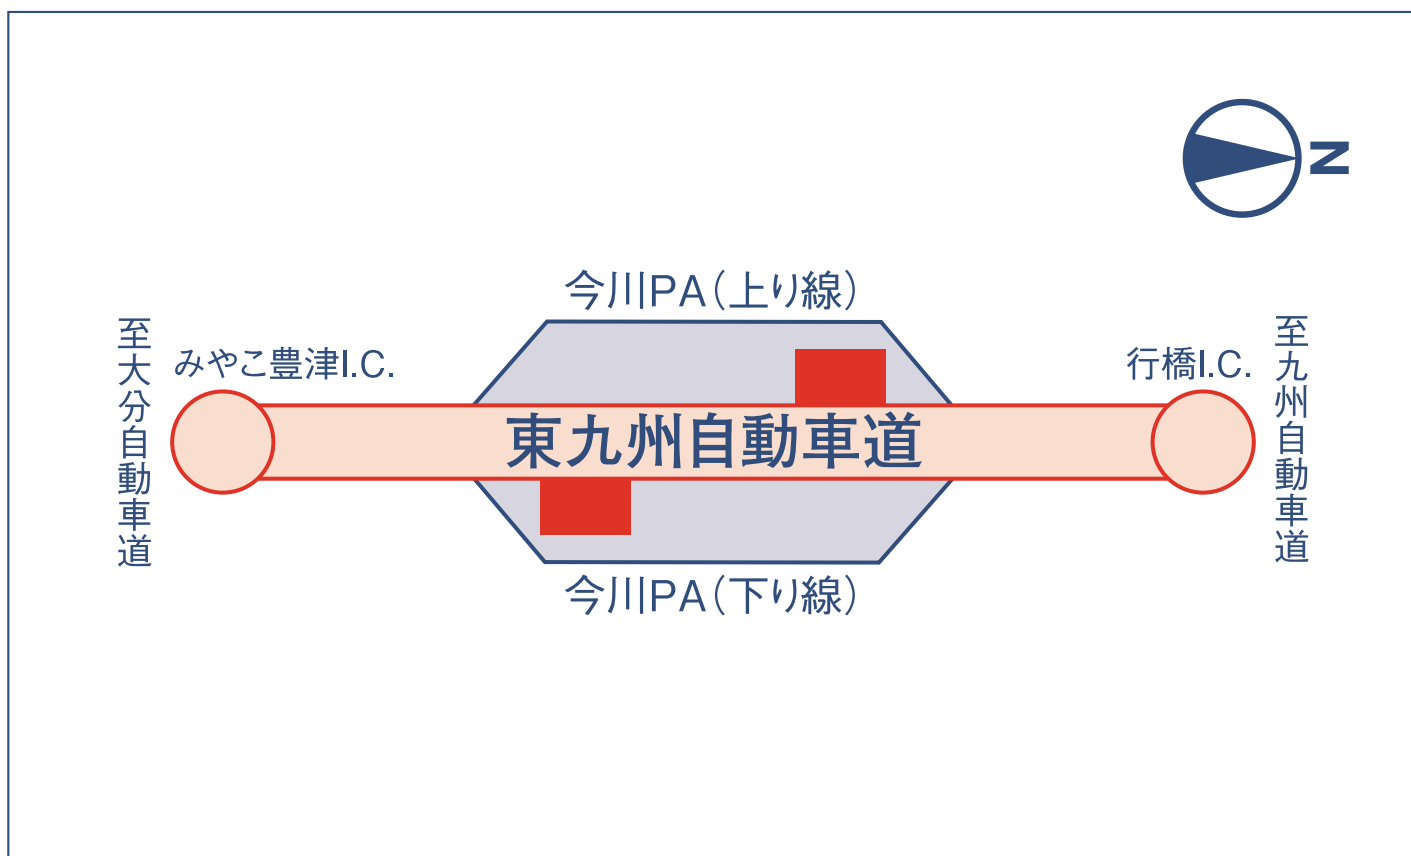 N
今川PA（上り線）
至大分自動車道
みやこ豊津I.C.
行橋I.C.
至九州自動車道
東九州自動車道
今川PA（下り線）